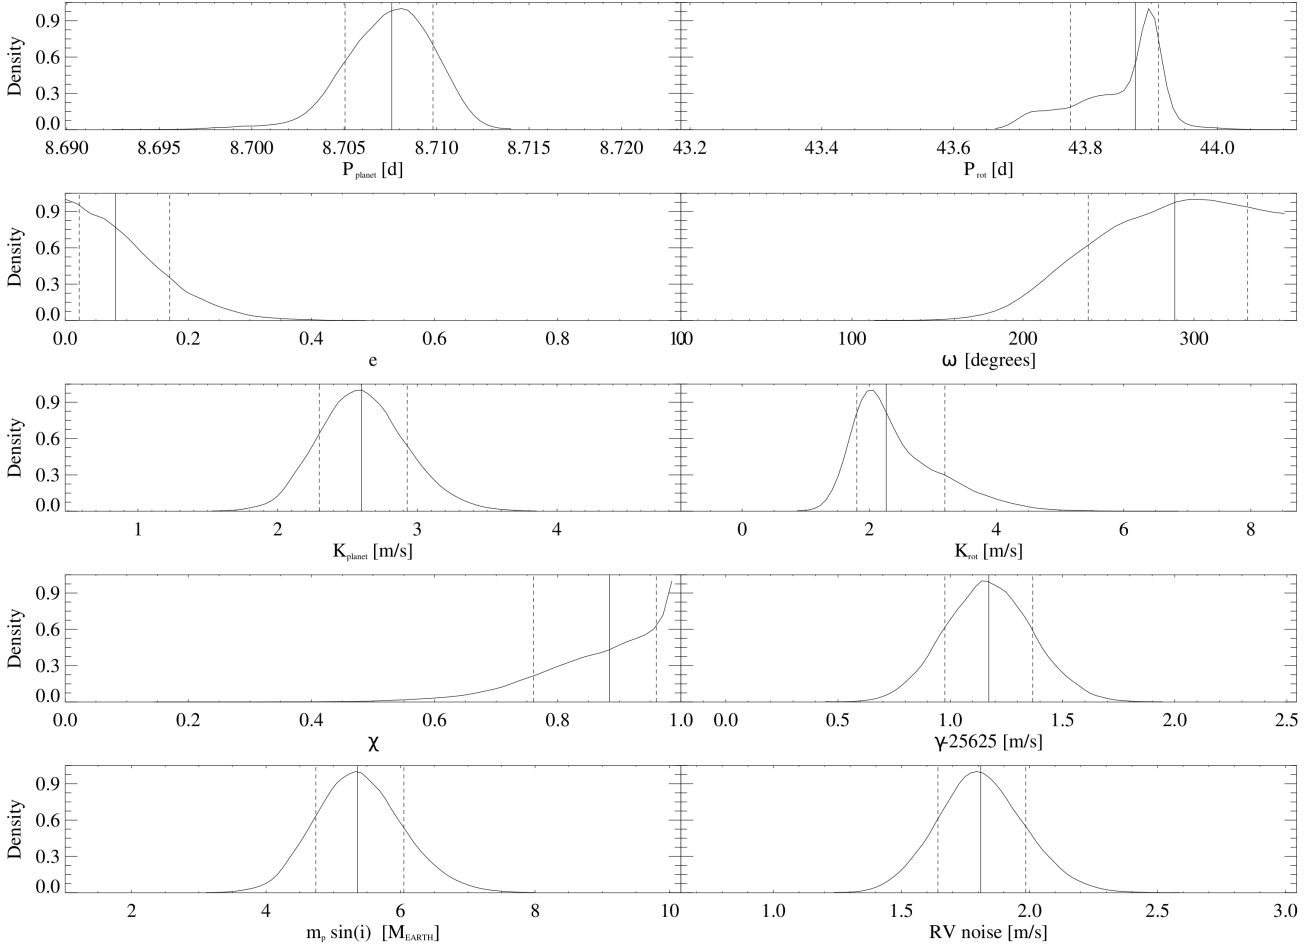 Density 0.9 0.6 0.3 0.0
8.690 8.695 8.700 8.705 8.710 8.715 8.720 43.2 43.4 43.6 43.8 44.0
P planet [d] P rot [d]
Density 0.9 0.6 0.3 0.0
0.0 0.2 0.4 0.6 0.8 1.0 0 100 200 300
e ω [degrees]
Density 0.9 0.6 0.3 0.0
1 2 3 4 0 2 4 6 8
K planet [m/s] K rot [m/s]
Density 0.9 0.6 0.3 0.0
0.0 0.2 0.4 0.6 0.8 1.0 0.0 0.5 1.0 1.5 2.0 2.5
χ γ-25625 [m/s]
Density 0.9 0.6 0.3 0.0
2 4 6 8 10 1.0 1.5 2.0 2.5 3.0
m p sin(i) [M EARTH] RV noise [m/s]